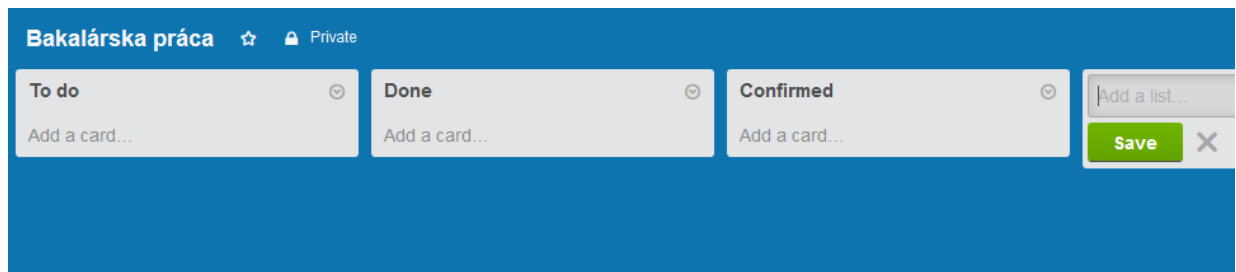 Bakalárska práca Private
To do
Add a card...
Done
Add a card...
Confirmed
Add a card...
Add a list...
Save